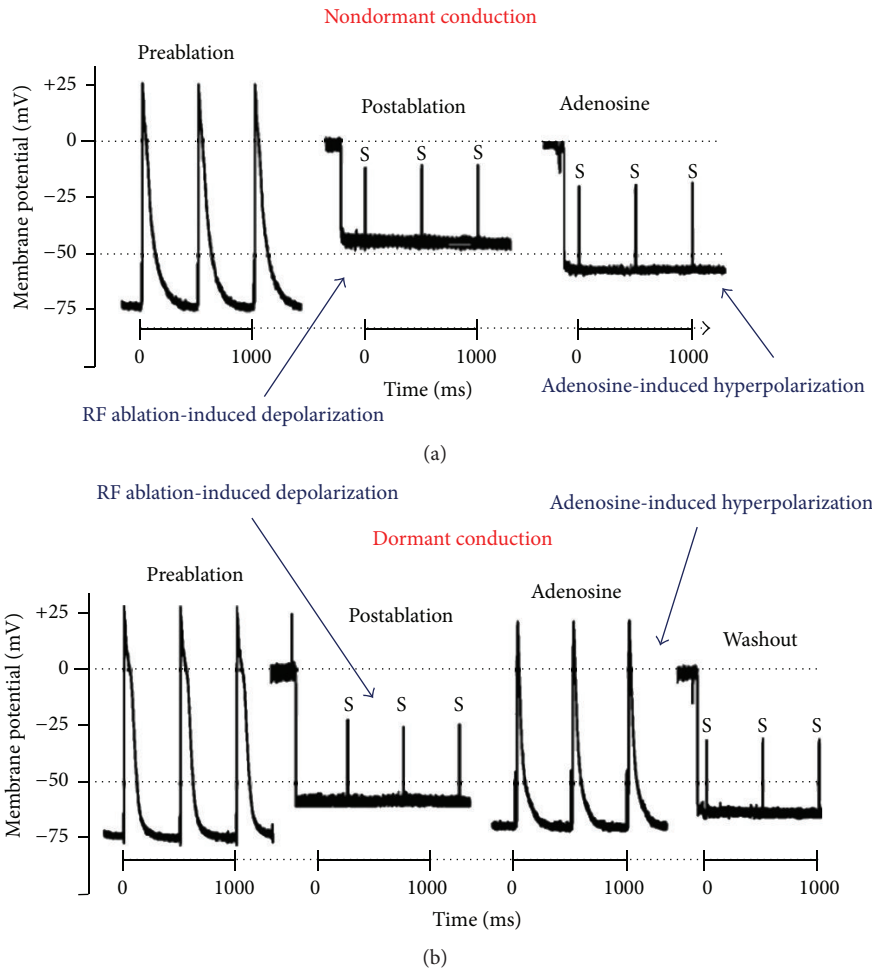 Nondormant conduction
Preablation
Postablation
Adenosine
Membrane potential (mV)
+25
0
−25
−50
−75
S S S
S S S
0 1000 0 1000 0 1000
Time (ms)
RF ablation-induced depolarization
Adenosine-induced hyperpolarization
(a)
RF ablation-induced depolarization
Adenosine-induced hyperpolarization
Dormant conduction
Preablation
Postablation
Adenosine
Washout
Membrane potential (mV)
+25
0
−25
−50
−75
S S S
S S S
0 1000 0 1000 0 1000 0 1000
Time (ms)
(b)